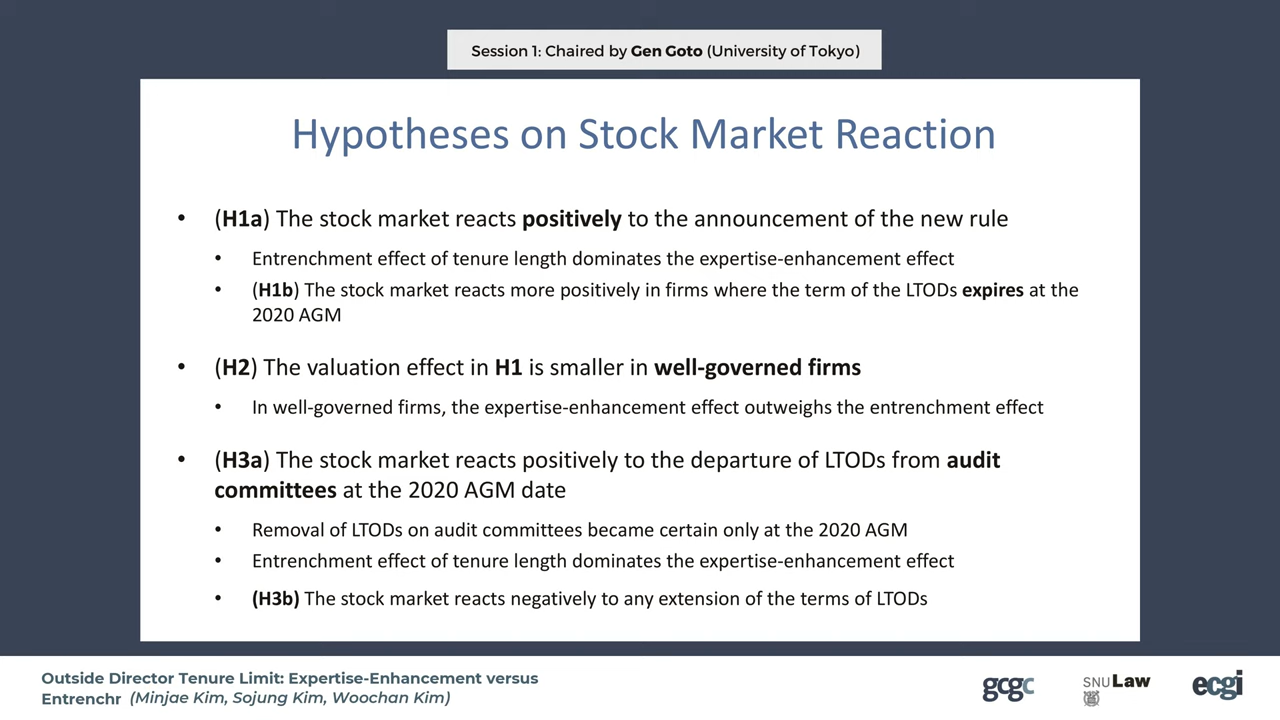 Session 1: Chaired by Gen Goto (University of Tokyo)
Hypotheses on Stock Market Reaction
• (H1a) The stock market reacts positively to the announcement of the new rule
• Entrenchment effect of tenure length dominates the expertise-enhancement effect
• (H1b) The stock market reacts more positively in firms where the term of the LTODs expires at the
2020 AGM
• (H2) The valuation effect in H1 is smaller in well-governed firms
• In well-governed firms, the expertise-enhancement effect outweighs the entrenchment effect
• (H3a) The stock market reacts positively to the departure of LTODs from audit
committees at the 2020 AGM date
• Removal of LTODs on audit committees became certain only at the 2020 AGM
• Entrenchment effect of tenure length dominates the expertise-enhancement effect
• (H3b) The stock market reacts negatively to any extension of the terms of LTODs
Outside Director Tenure Limit: Expertise-Enhancement versus
Entrenchr (Minjae Kim, Sojung Kim, Woochan Kim)
gcgc
SNU Law
ecgi